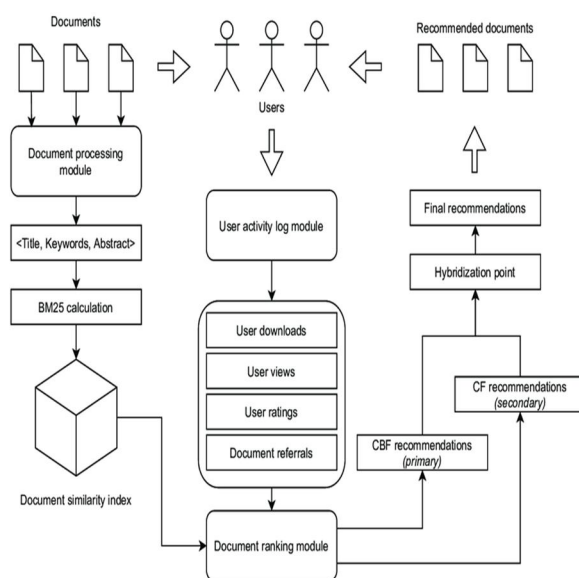 Documents
Users
Recommended documents
Document processing
module
<Title, Keywords, Abstract>
BM25 calculation
Document similarity index
User activity log module
User downloads
User views
User ratings
Document referrals
Document ranking module
Final recommendations
Hybridization point
CF recommendations
(secondary)
CBF recommendations
(primary)